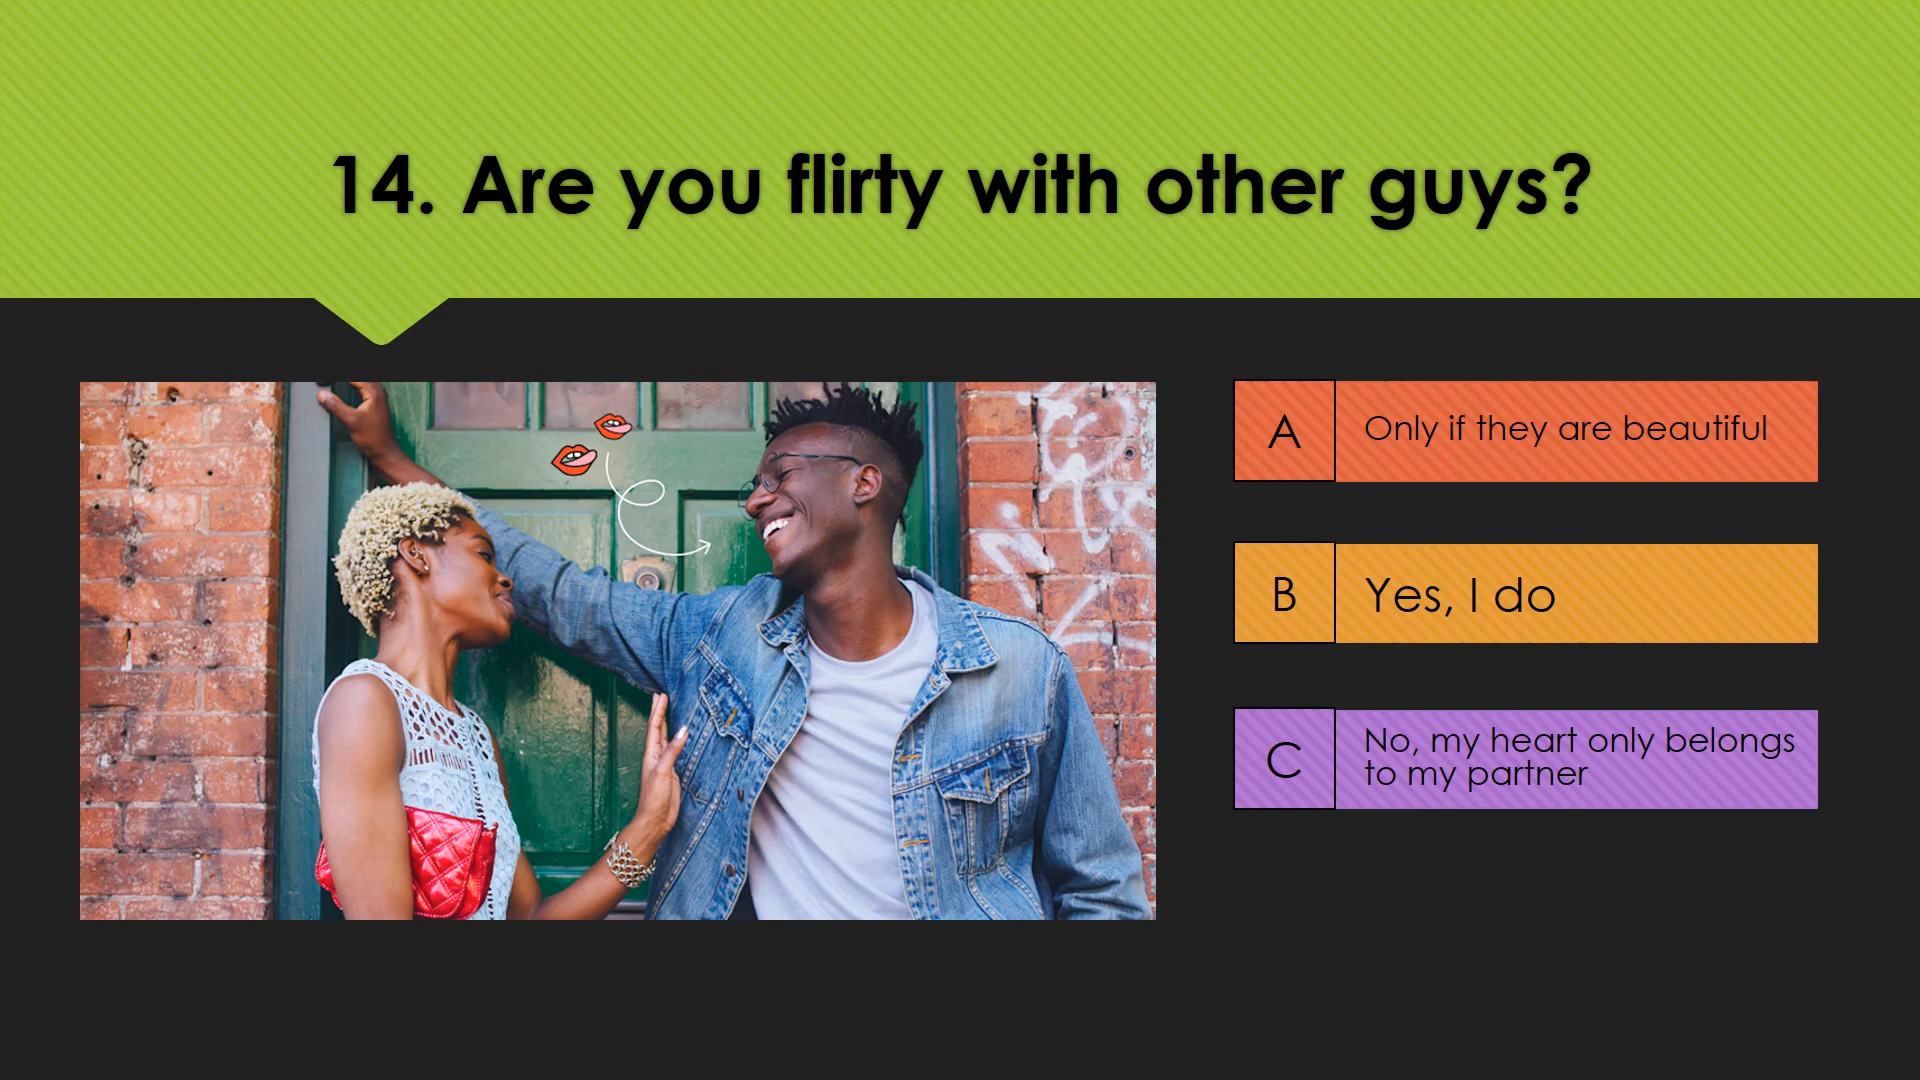 14. Are you flirty with other guys?
A
Only if they are beautiful
B
Yes, I do
C
No, my heart only belongs
to my partner